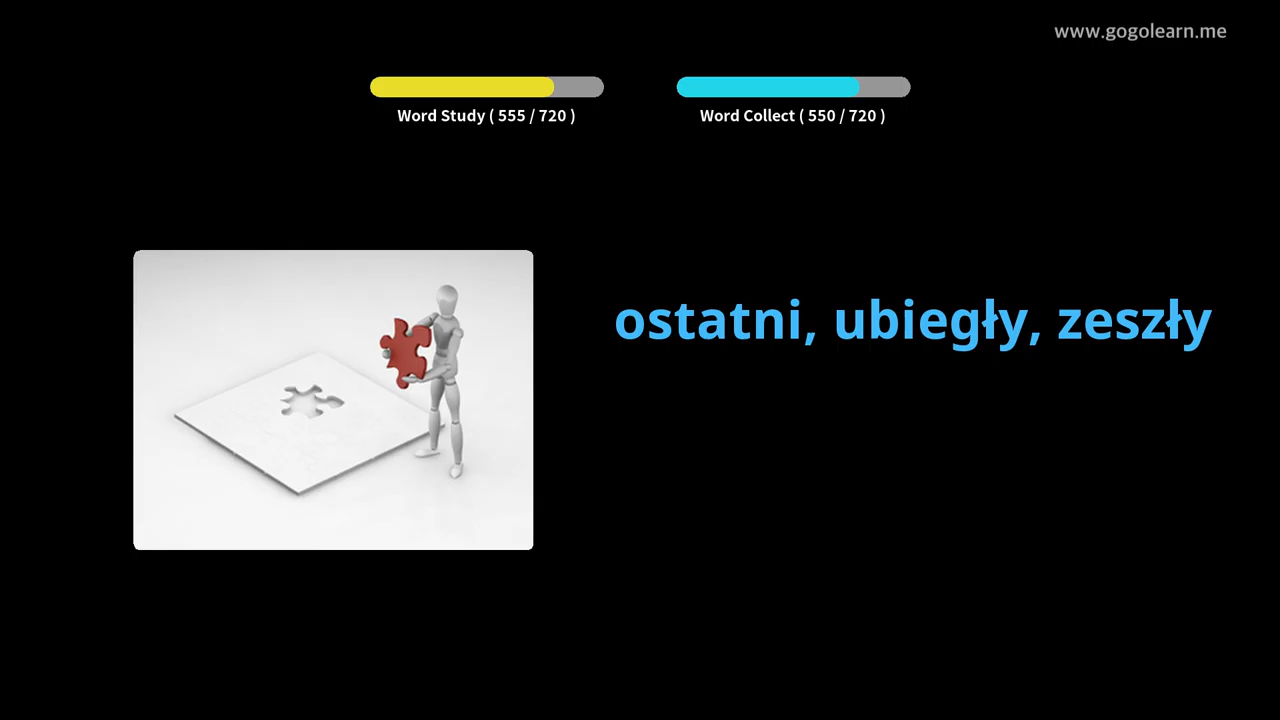 www.gogolearn.me
Word Study ( 555 / 720 )
Word Collect ( 550 / 720 )
ostatni, ubiegły, zeszły